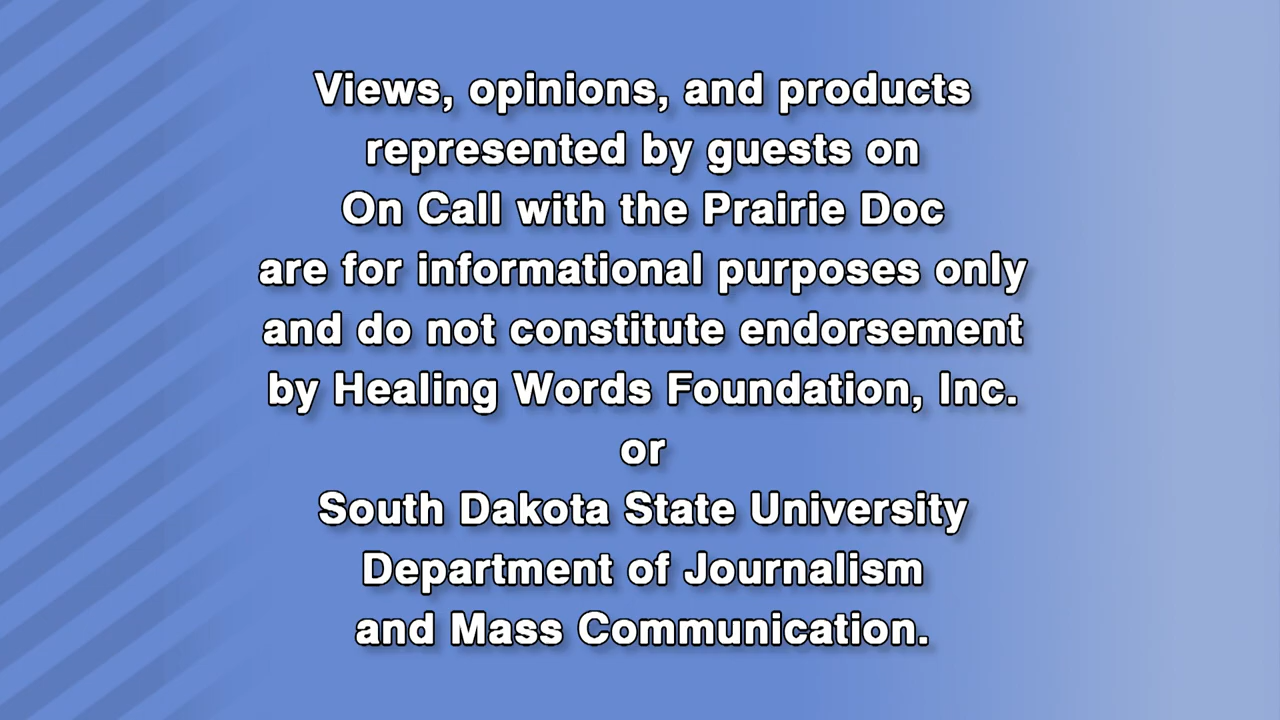 Views, opinions, and products
represented by guests on
On Call with the Prairie Doc
are for informational purposes only
and do not constitute endorsement
by Healing Words Foundation, Inc.
or
South Dakota State University
Department of Journalism
and Mass Communication.